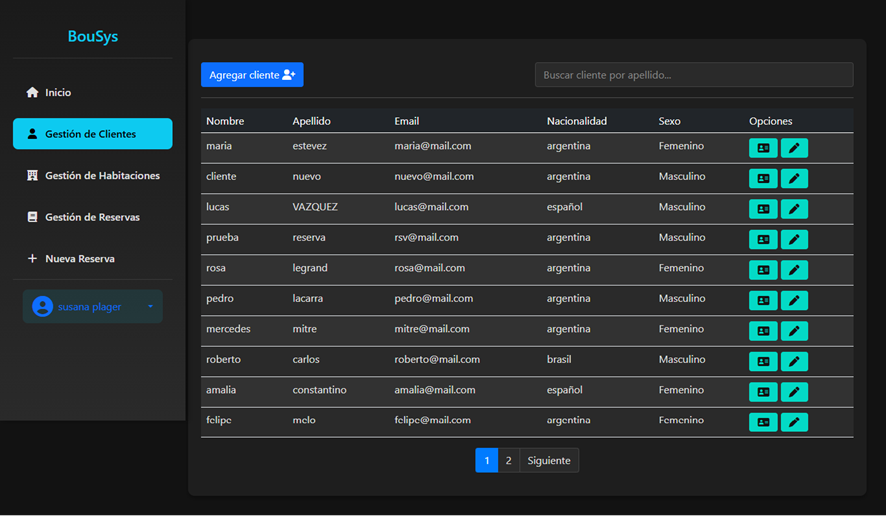 BouSys
Inicio
Gestión de Clientes
Gestión de Habitaciones
Gestión de Reservas
Nueva Reserva
susana plager
Agregar cliente
Buscar cliente por apellido...
Nombre Apellido Email Nacionalidad Sexo Opciones
maria estevez maria@mail.com argentina Femenino
cliente nuevo nuevo@mail.com argentina Masculino
lucas VAZQUEZ lucas@mail.com español Masculino
prueba reserva rsv@mail.com argentina Masculino
rosa legrand rosa@mail.com argentina Femenino
pedro lacarra pedro@mail.com argentina Masculino
mercedes mitre mitre@mail.com argentina Femenino
roberto carlos roberto@mail.com brasil Masculino
amalia constantino amalia@mail.com español Femenino
felipe melo felipe@mail.com argentina Femenino
1 2 Siguiente